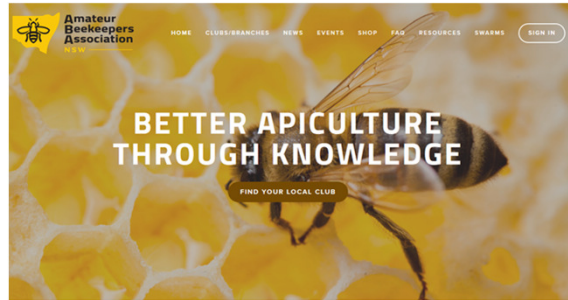 Amateur
Beekeepers
Association
NSW
HOME CLUBS/BRANCHES NEWS EVENTS SHOP FAQ RESOURCES SWARMS SIGN IN
BETTER APICULTURE
THROUGH KNOWLEDGE
FIND YOUR LOCAL CLUB